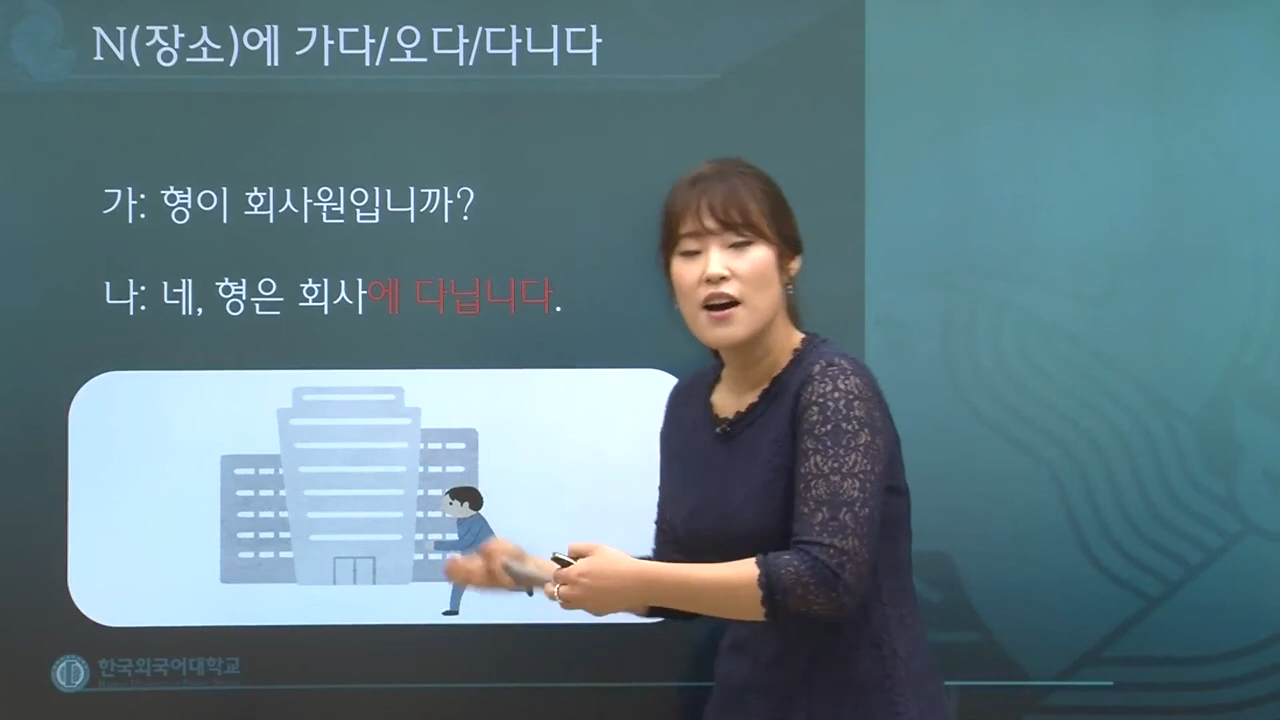 N(장소)에 가다/오다/다니다
가: 형이 회사원입니까?
나: 네, 형은 회사에 다닙니다.
한국외국어대학교